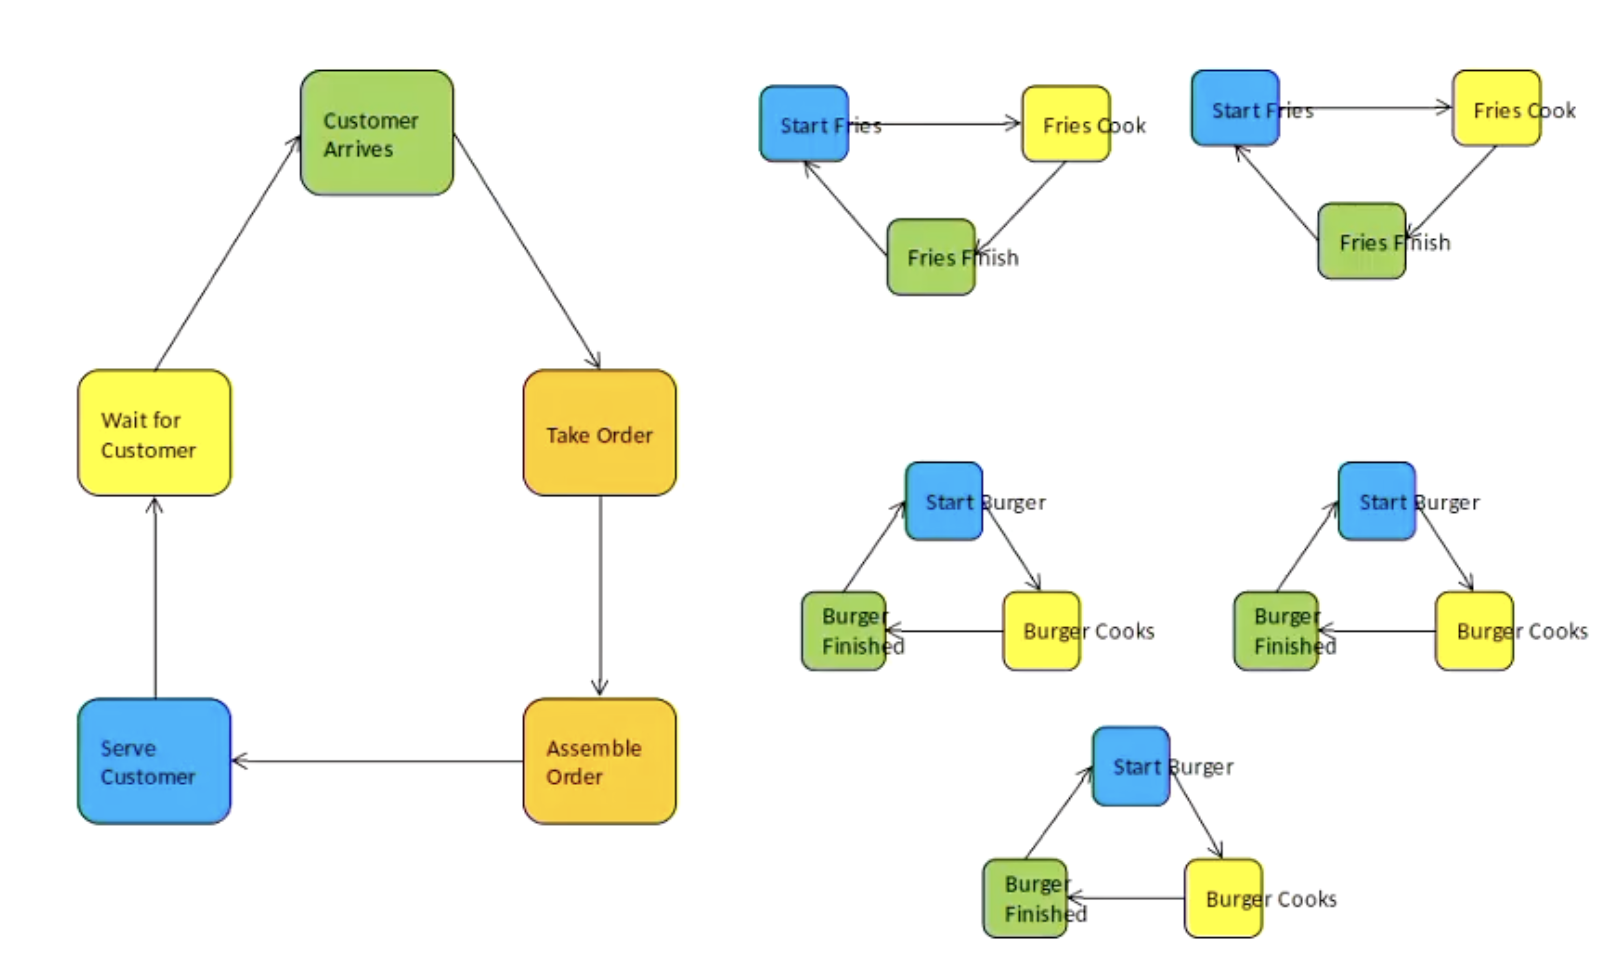 Customer
Arrives
Wait for
Customer
Take Order
Serve
Customer
Assemble
Order
Start Fries
Fries Cook
Fries Finish
Start Fries
Fries Cook
Fries Finish
Start Burger
Burger
Finished
Burger Cooks
Start Burger
Burger
Finished
Burger Cooks
Start Burger
Burger
Finished
Burger Cooks